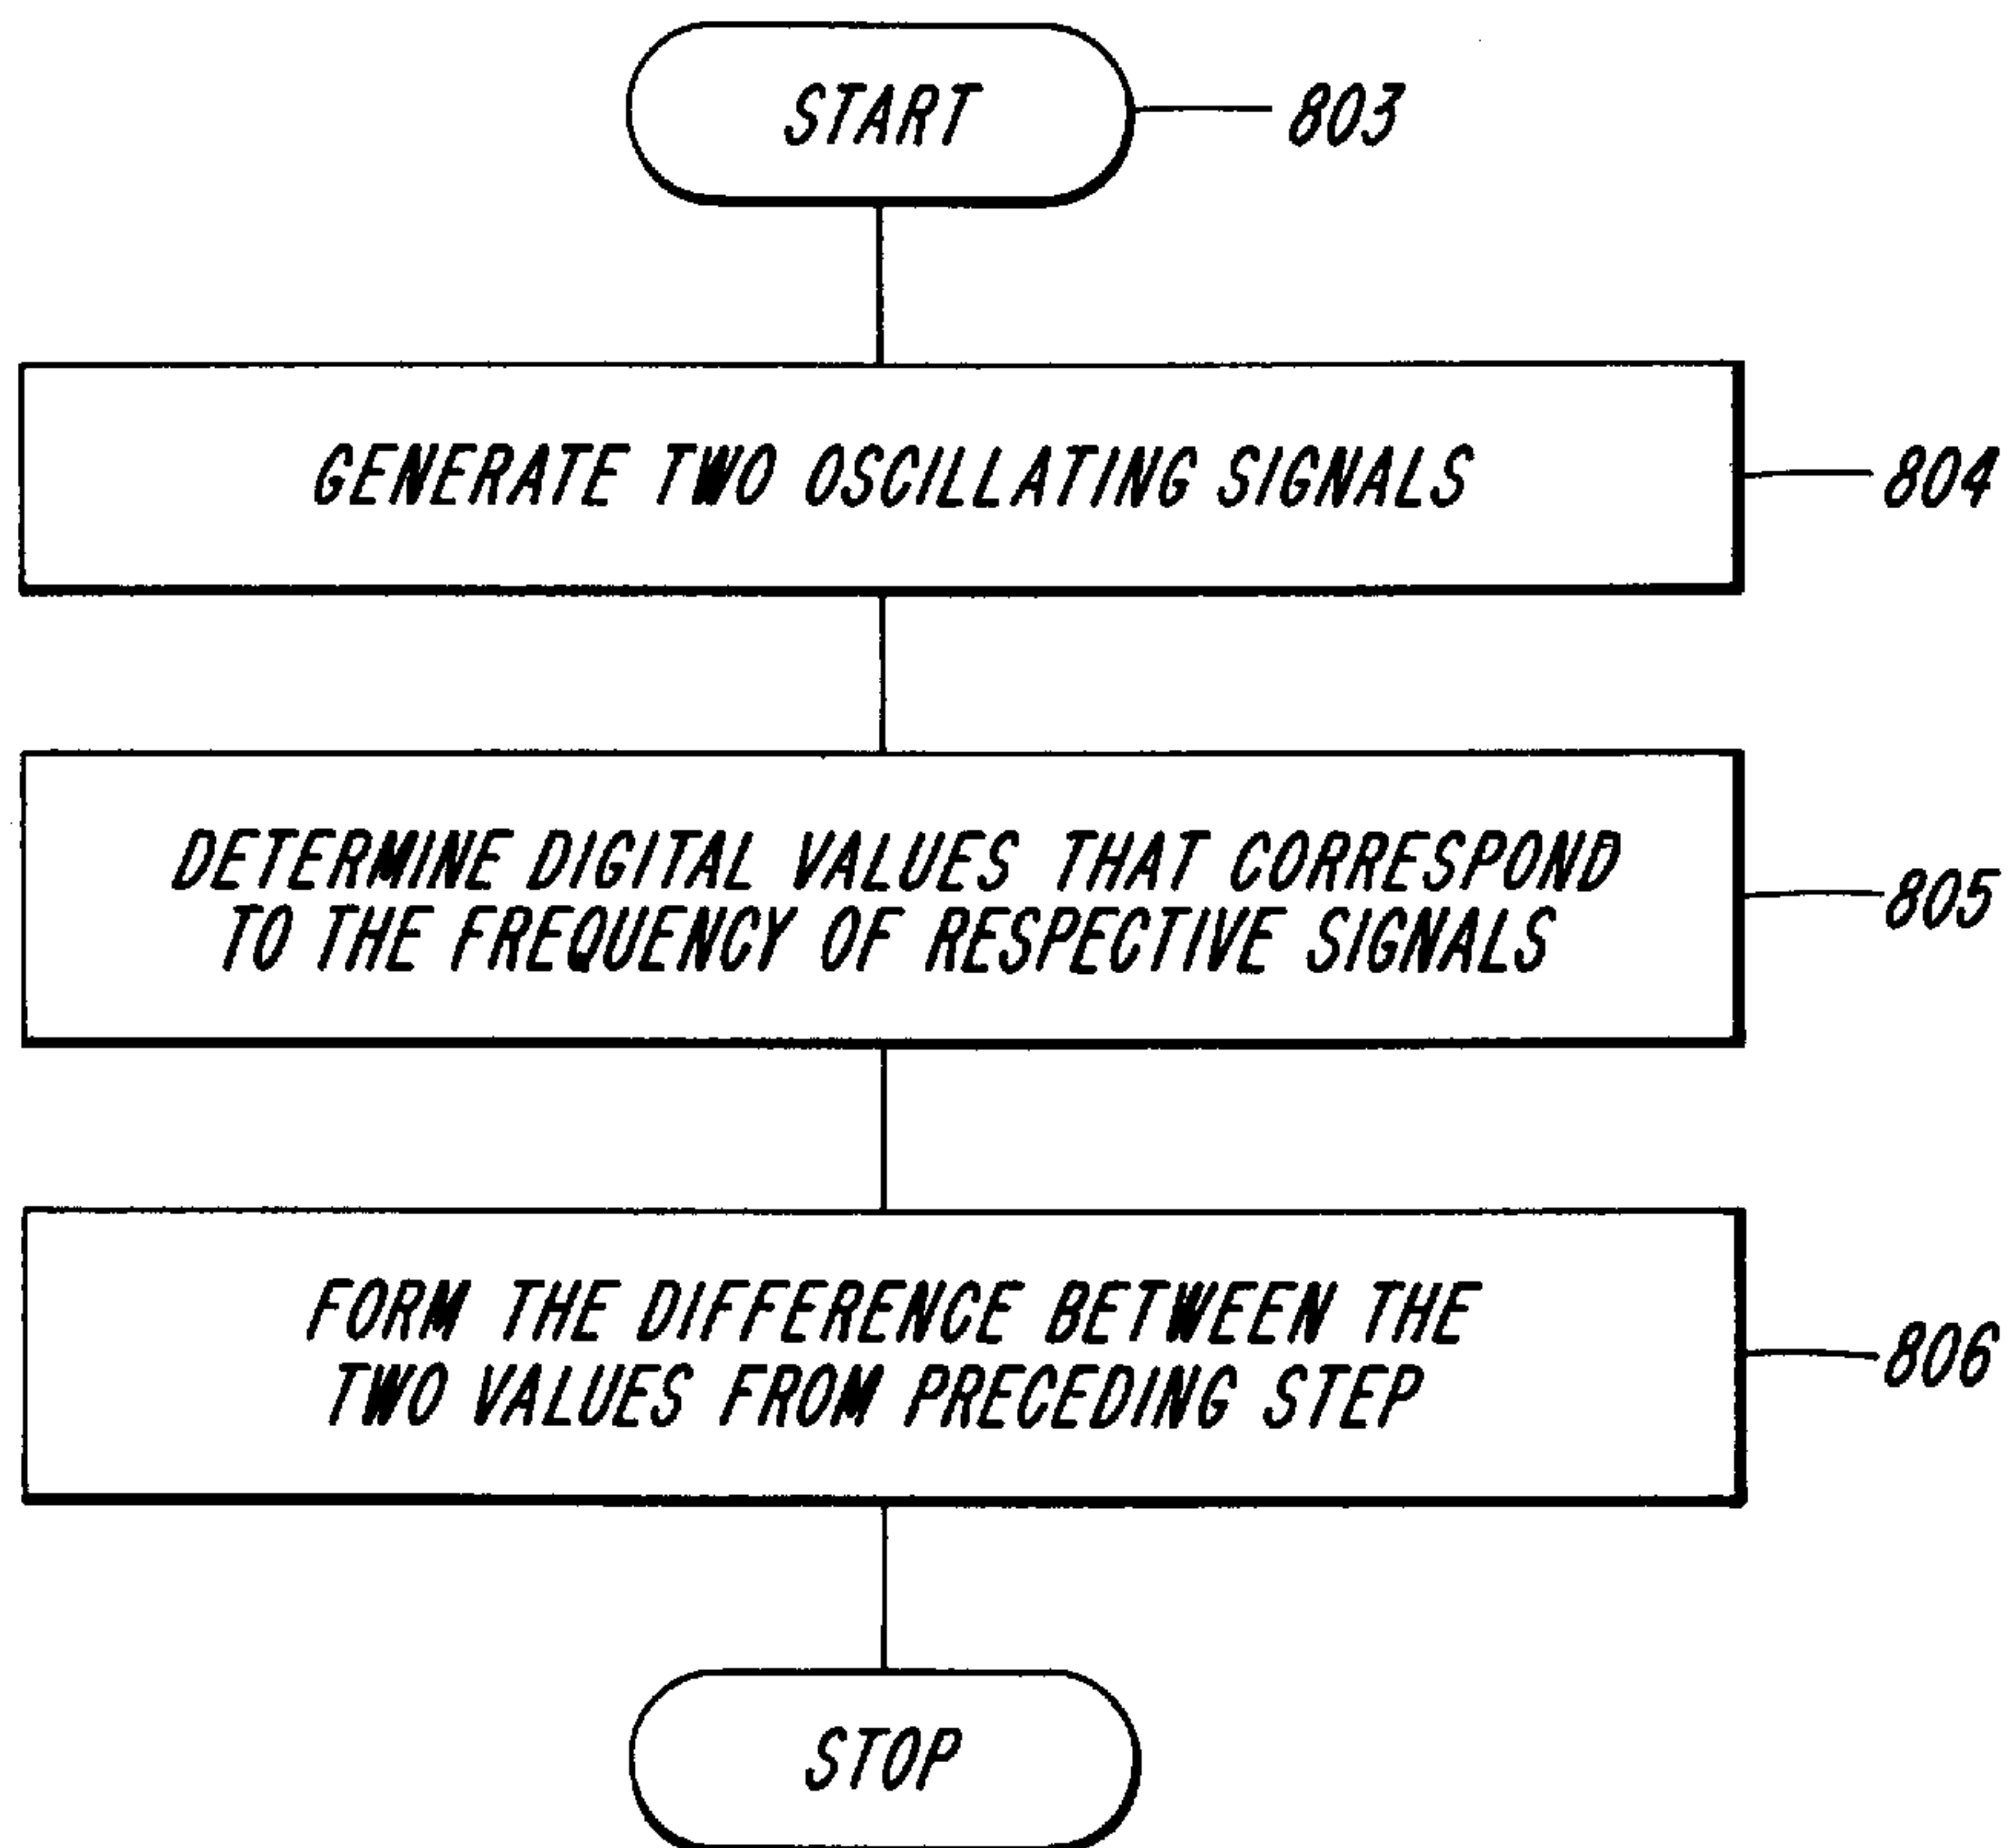 START
803
GENERATE TWO OSCILLATING SIGNALS
804
DETERMINE DIGITAL VALUES THAT CORRESPOND
TO THE FREQUENCY OF RESPECTIVE SIGNALS
805
FORM THE DIFFERENCE BETWEEN THE
TWO VALUES FROM PRECEDING STEP
806
STOP